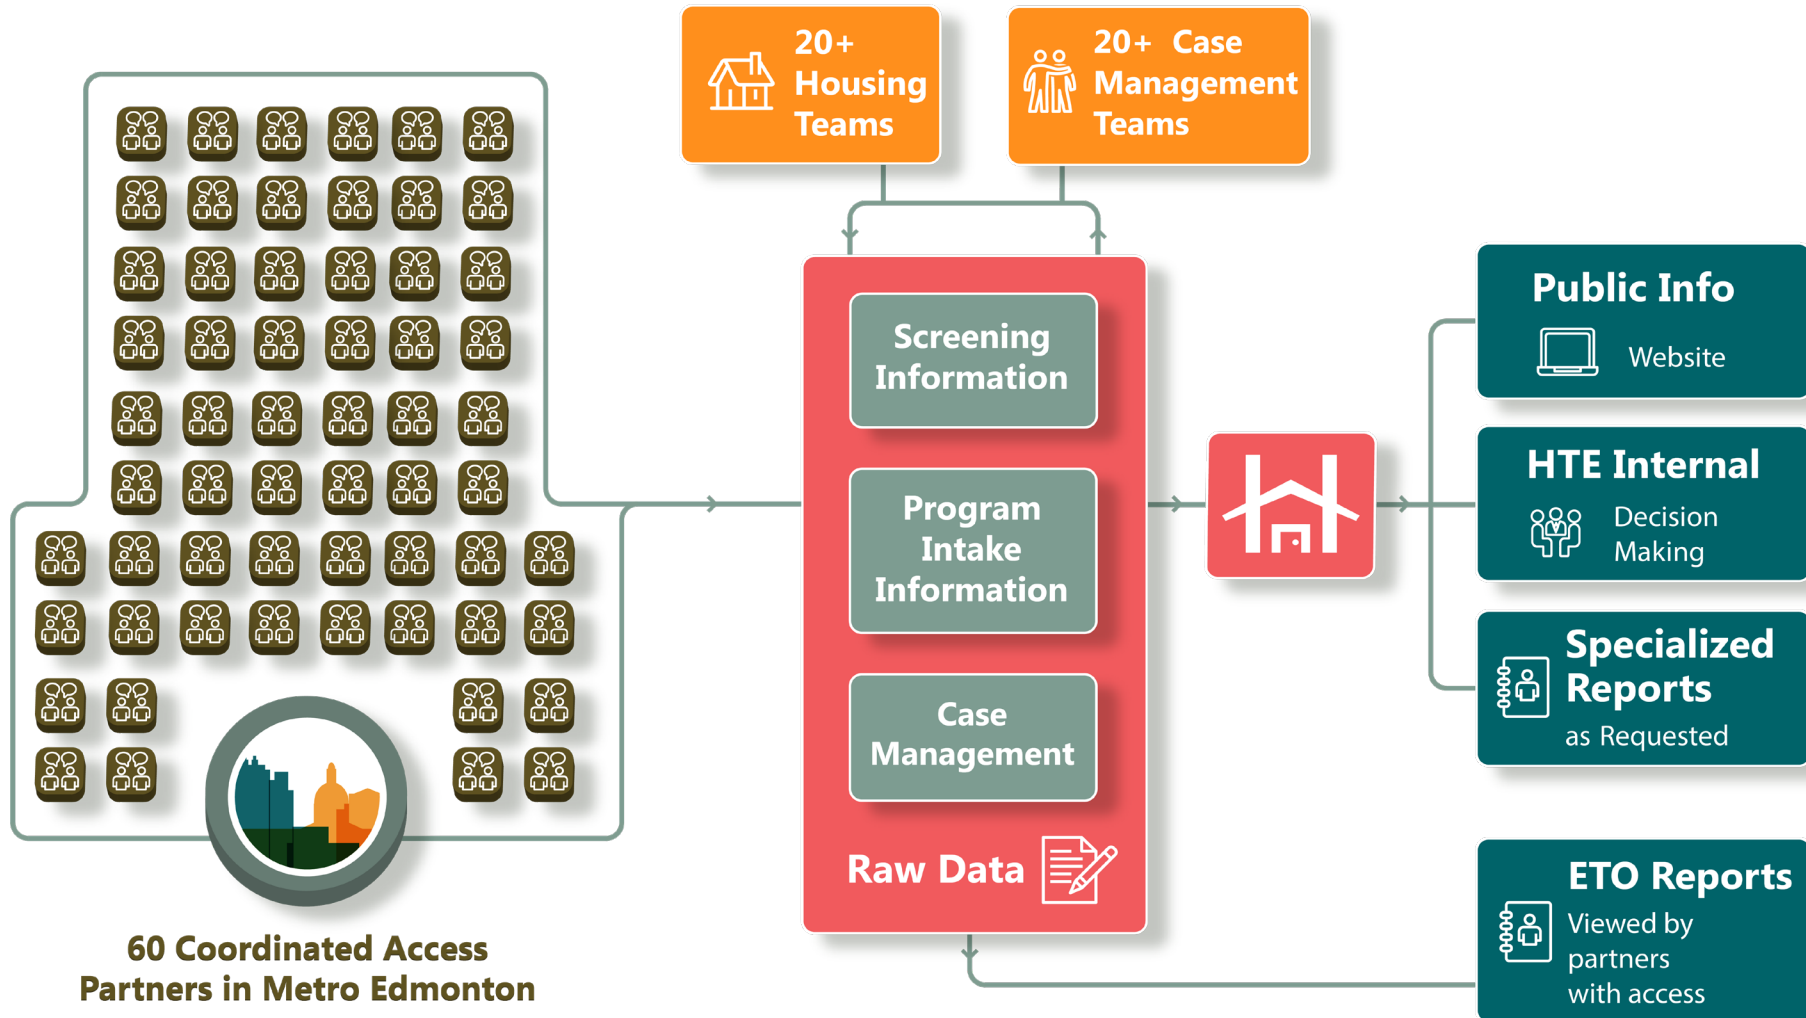 20+
Housing
Teams
20+ Case
Management
Teams
Screening
Information
Program
Intake
Information
Case
Management
Raw Data
Public Info
Website
HTE Internal
Decision
Making
Specialized
Reports
as Requested
ETO Reports
Viewed by
partners
with access
60 Coordinated Access
Partners in Metro Edmonton